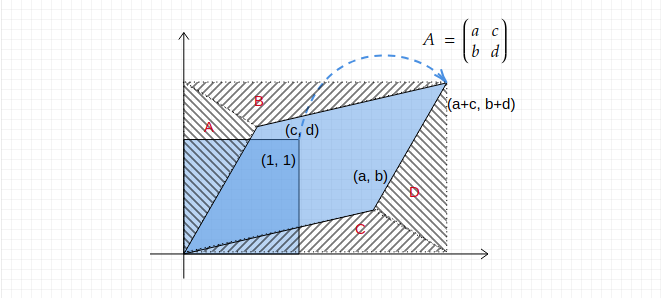 A = (a c
b d)
B
(a+c, b+d)
A
(c, d)
(1, 1)
(a, b)
D
C